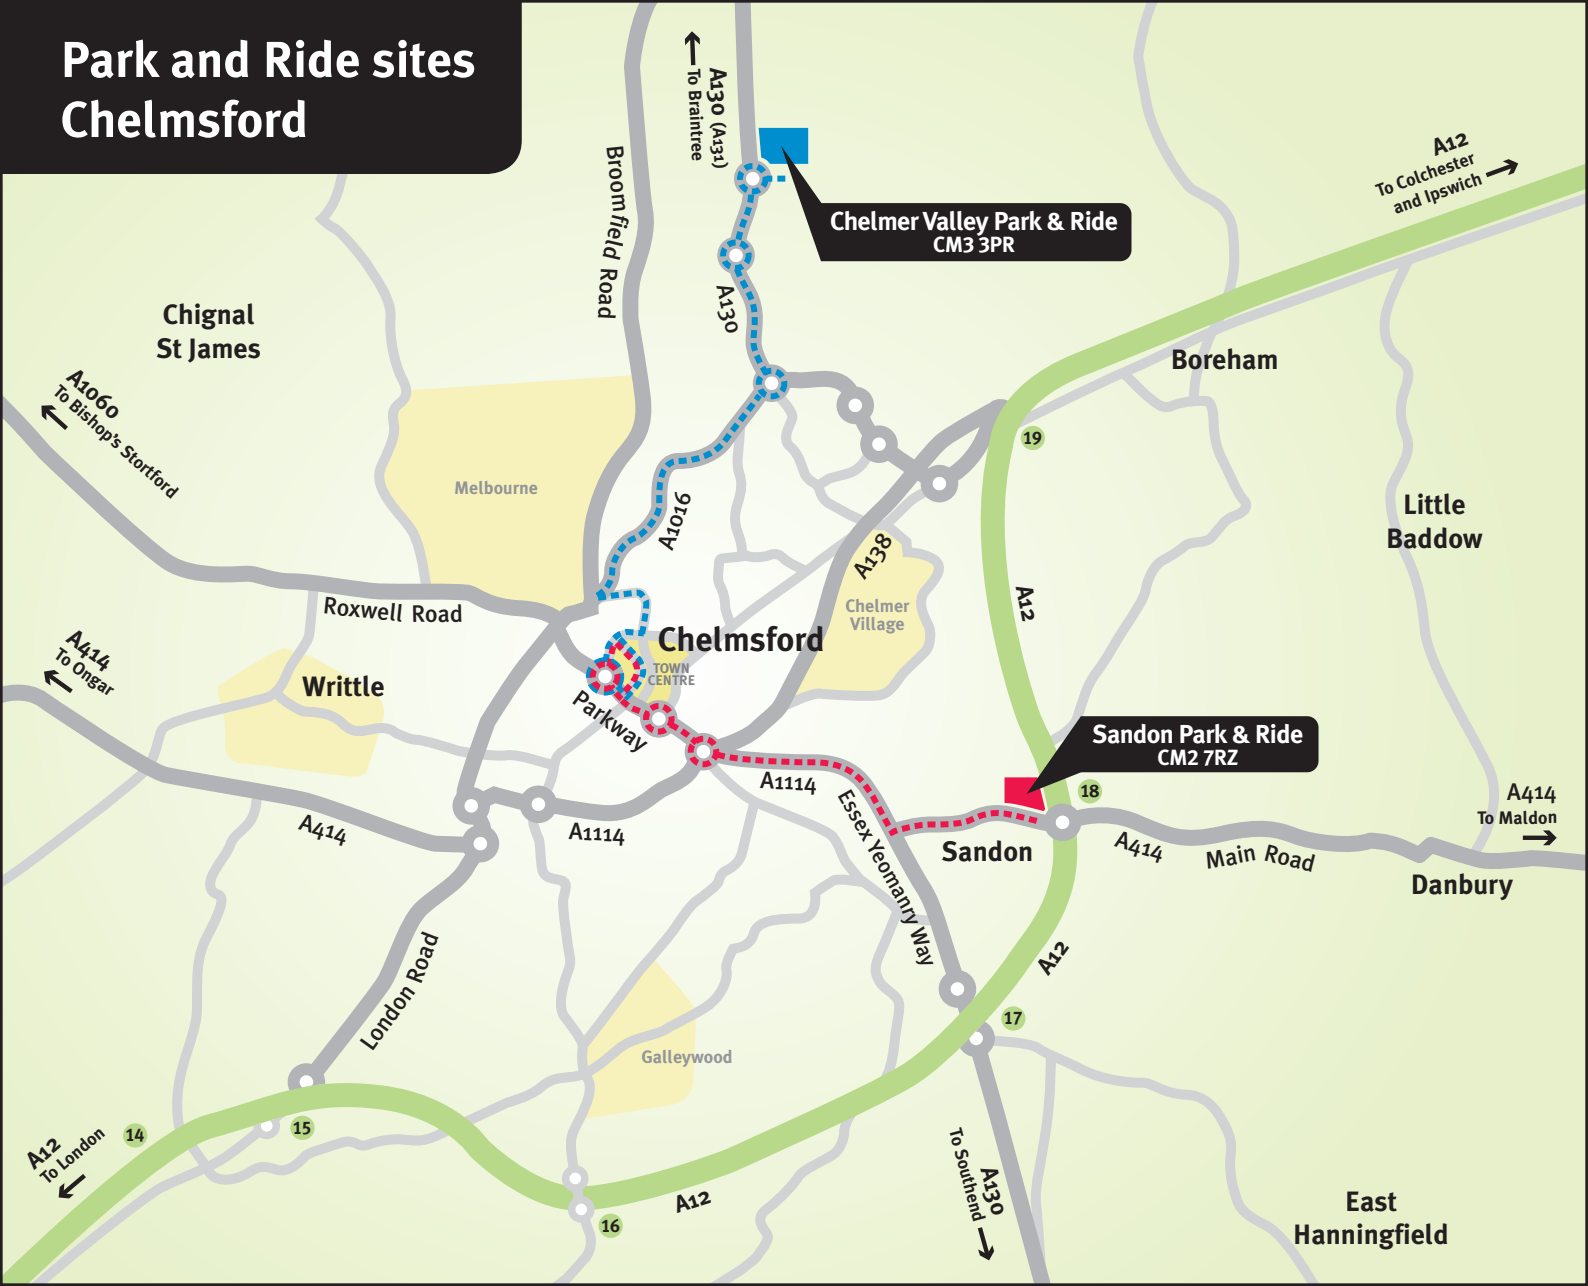 Park and Ride sites
Chelmsford
To Braintree
A130 (A131)
Broomfield Road
A12
To Colchester
and Ipswich
Chelmer Valley Park & Ride
CM3 3PR
A130
Chignal
St James
Boreham
A1060
To Bishop's Stortford
19
Melbourne
A1016
Little
Baddow
A138
A12
Roxwell Road
Chelmer
Village
Chelmsford
A414
To Ongar
Writtle
TOWN
CENTRE
Parkway
Sandon Park & Ride
CM2 7RZ
A1114
18
A414
To Maldon
Essex Yeomanry Way
A414
A1114
Sandon
A414
Main Road
Danbury
London Road
A12
17
Galleywood
14
15
A12
To London
To Southend
A130
A12
16
East
Hanningfield